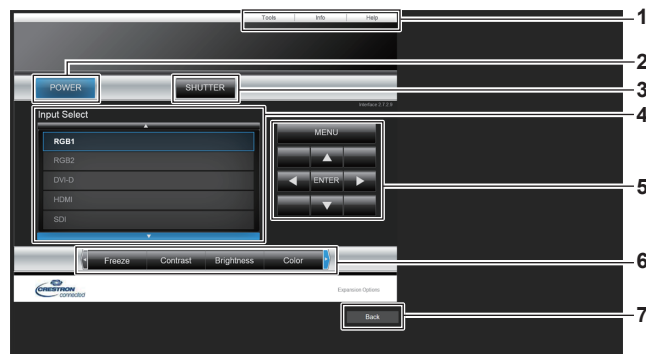 Tools Info Help
1
2
POWER SHUTTER
3
Interface 2.7.2.9
Input Select
4
MENU
RGB1
RGB2
DVI-D
ENTER
5
HDMI
SDI
Freeze Contrast Brightness Color
6
CRESTRON
connected
Expansion Options
Back
7